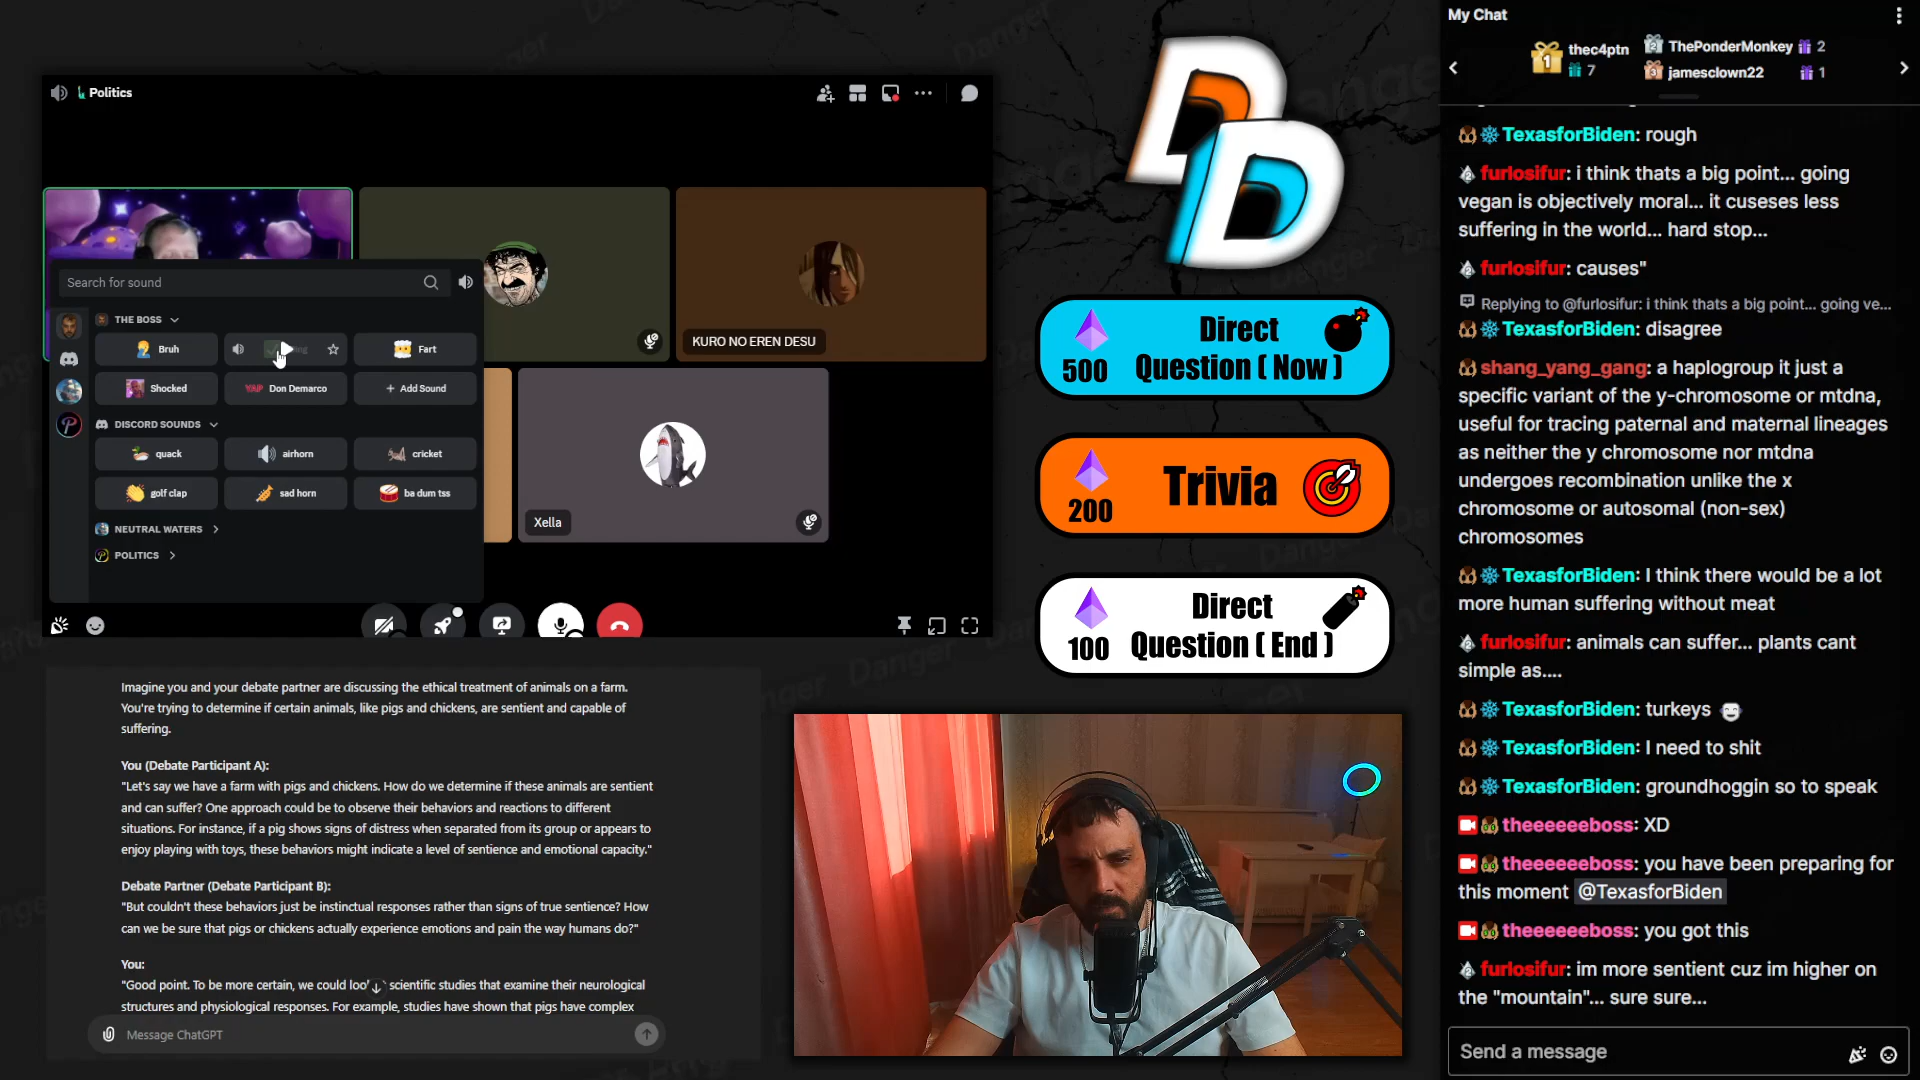 Politics
KURO NO EREN DESU
Xella
Search for sound
THE BOSS
Bruh
Fart
Shocked
YAP Don Demarco
+ Add Sound
DISCORD SOUNDS
quack
airhorn
cricket
golf clap
sad horn
ba dum tss
NEUTRAL WATERS
POLITICS
Imagine you and your debate partner are discussing the ethical treatment of animals on a farm.
You're trying to determine if certain animals, like pigs and chickens, are sentient and capable of
suffering.
You (Debate Participant A):
"Let's say we have a farm with pigs and chickens. How do we determine if these animals are sentient
and can suffer? One approach could be to observe their behaviors and reactions to different
situations. For instance, if a pig shows signs of distress when separated from its group or appears to
enjoy playing with toys, these behaviors might indicate a level of sentience and emotional capacity."
Debate Partner (Debate Participant B):
"But couldn't these behaviors just be instinctual responses rather than signs of true sentience? How
can we be sure that pigs or chickens actually experience emotions and pain the way humans do?"
You:
"Good point. To be more certain, we could scientific studies that examine their neurological
structures and physiological responses. For example, studies have shown that pigs have complex
Message ChatGPT
DD
500
Direct
Question ( Now )
200
Trivia
100
Direct
Question ( End )
My Chat
1 thec4ptn
7
2 ThePonderMonkey 2
3 jamesclown22 1
TexasforBiden: rough
furlosifur: i think thats a big point... going
vegan is objectively moral... it cuseses less
suffering in the world... hard stop...
furlosifur: causes"
Replying to @furlosifur: i think thats a big point... going ve...
TexasforBiden: disagree
shang_yang_gang: a haplogroup it just a
specific variant of the y-chromosome or mtdna,
useful for tracing paternal and maternal lineages
as neither the y chromosome nor mtdna
undergoes recombination unlike the x
chromosome or autosomal (non-sex)
chromosomes
TexasforBiden: I think there would be a lot
more human suffering without meat
furlosifur: animals can suffer... plants cant
simple as....
TexasforBiden: turkeys
TexasforBiden: I need to shit
TexasforBiden: groundhoggin so to speak
theeeeeeboss: XD
theeeeeeboss: you have been preparing for
this moment @TexasforBiden
theeeeeeboss: you got this
furlosifur: im more sentient cuz im higher on
the "mountain"... sure sure...
Send a message